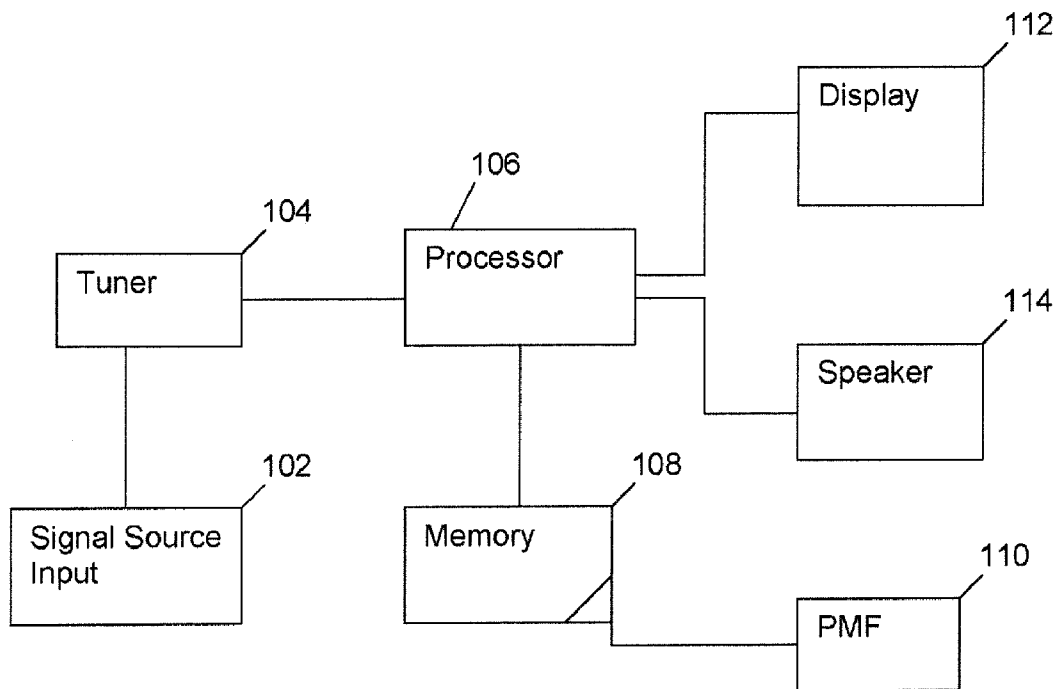 112
Display
106
Processor
104
Tuner
114
Speaker
102
Signal Source
Input
108
Memory
110
PMF